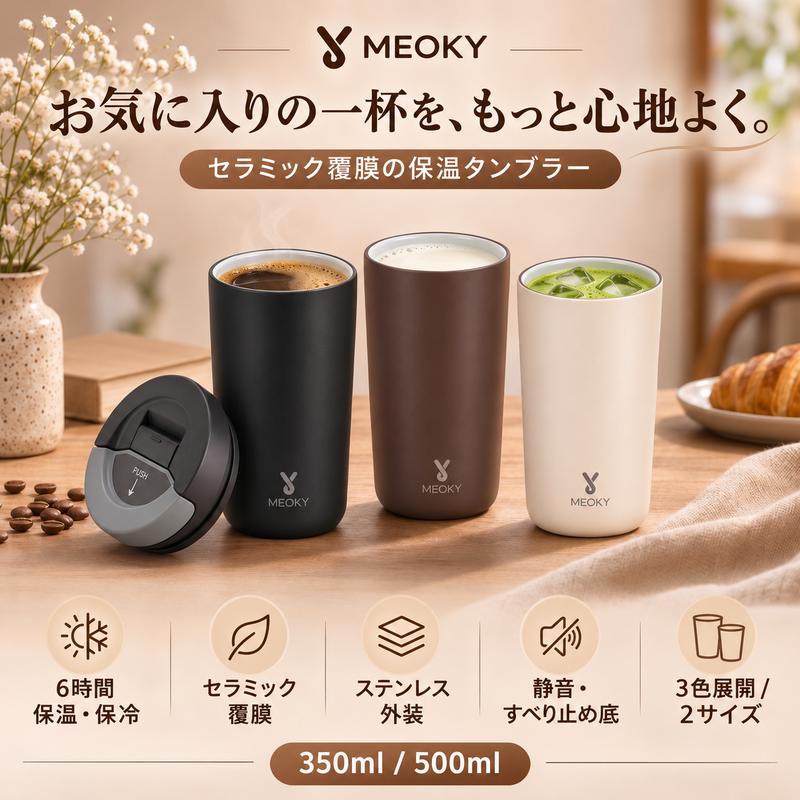 MEOKY
お気に入りの一杯を、もっと心地よく。
セラミック覆膜の保温タンブラー
PUSH
MEOKY
MEOKY
MEOKY
6時間
保温・保冷
セラミック
覆膜
ステンレス
外装
静音・
すべり止め底
3色展開 /
2サイズ
350ml / 500ml